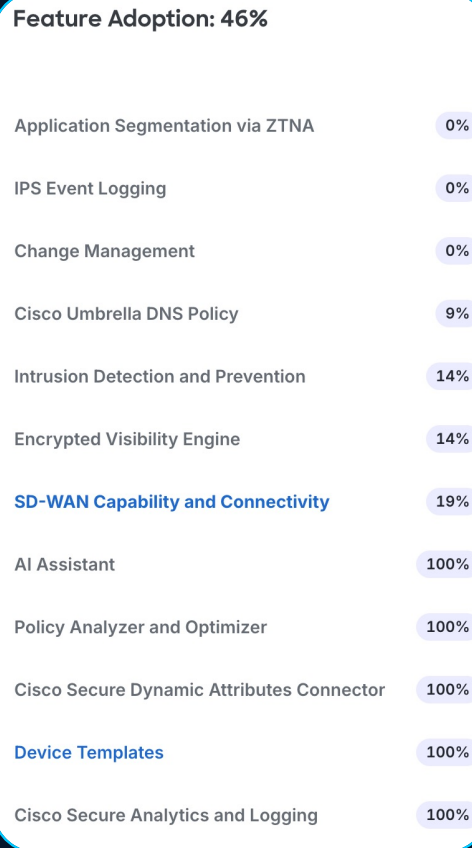 Feature Adoption: 46%
Application Segmentation via ZTNA 0%
IPS Event Logging 0%
Change Management 0%
Cisco Umbrella DNS Policy 9%
Intrusion Detection and Prevention 14%
Encrypted Visibility Engine 14%
SD-WAN Capability and Connectivity 19%
AI Assistant 100%
Policy Analyzer and Optimizer 100%
Cisco Secure Dynamic Attributes Connector 100%
Device Templates 100%
Cisco Secure Analytics and Logging 100%